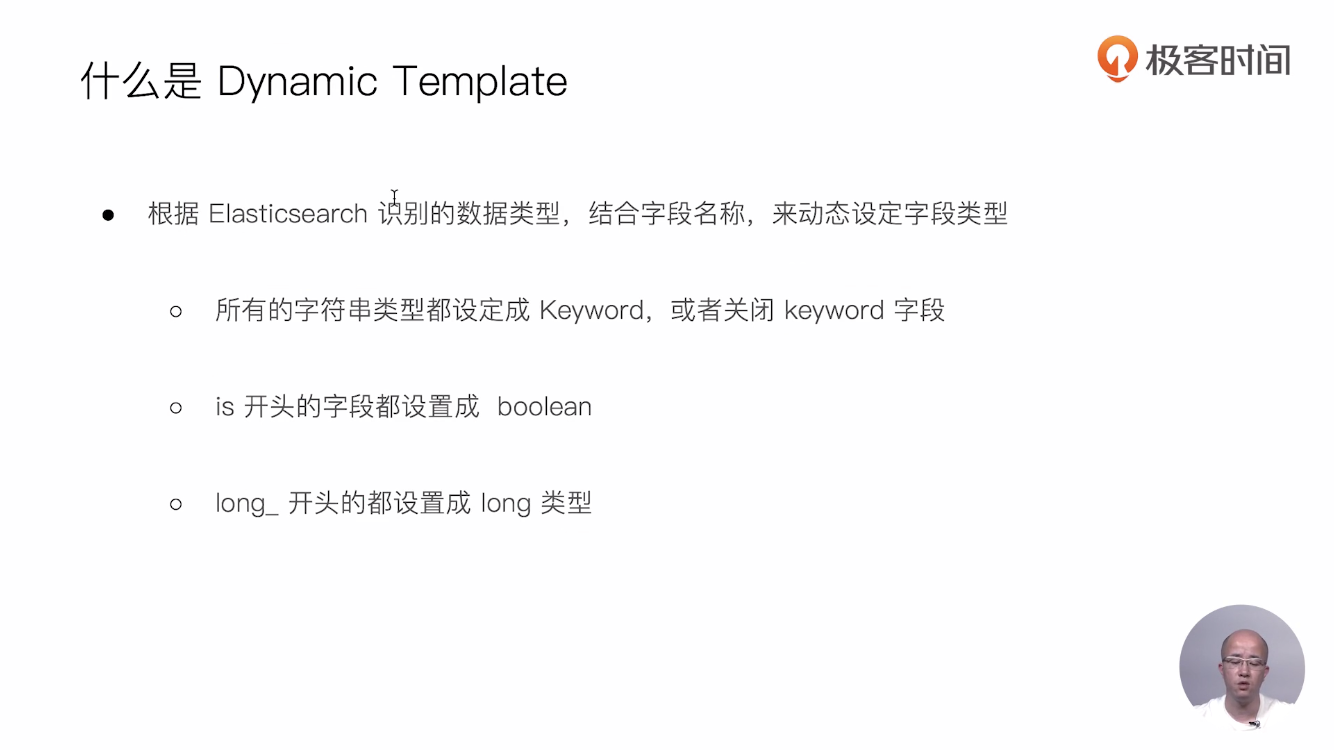 什么是 Dynamic Template
极客时间
● 根据 Elasticsearch 识别的数据类型，结合字段名称，来动态设定字段类型
○ 所有的字符串类型都设定成 Keyword，或者关闭 keyword 字段
○ is 开头的字段都设置成 boolean
○ long_ 开头的都设置成 long 类型